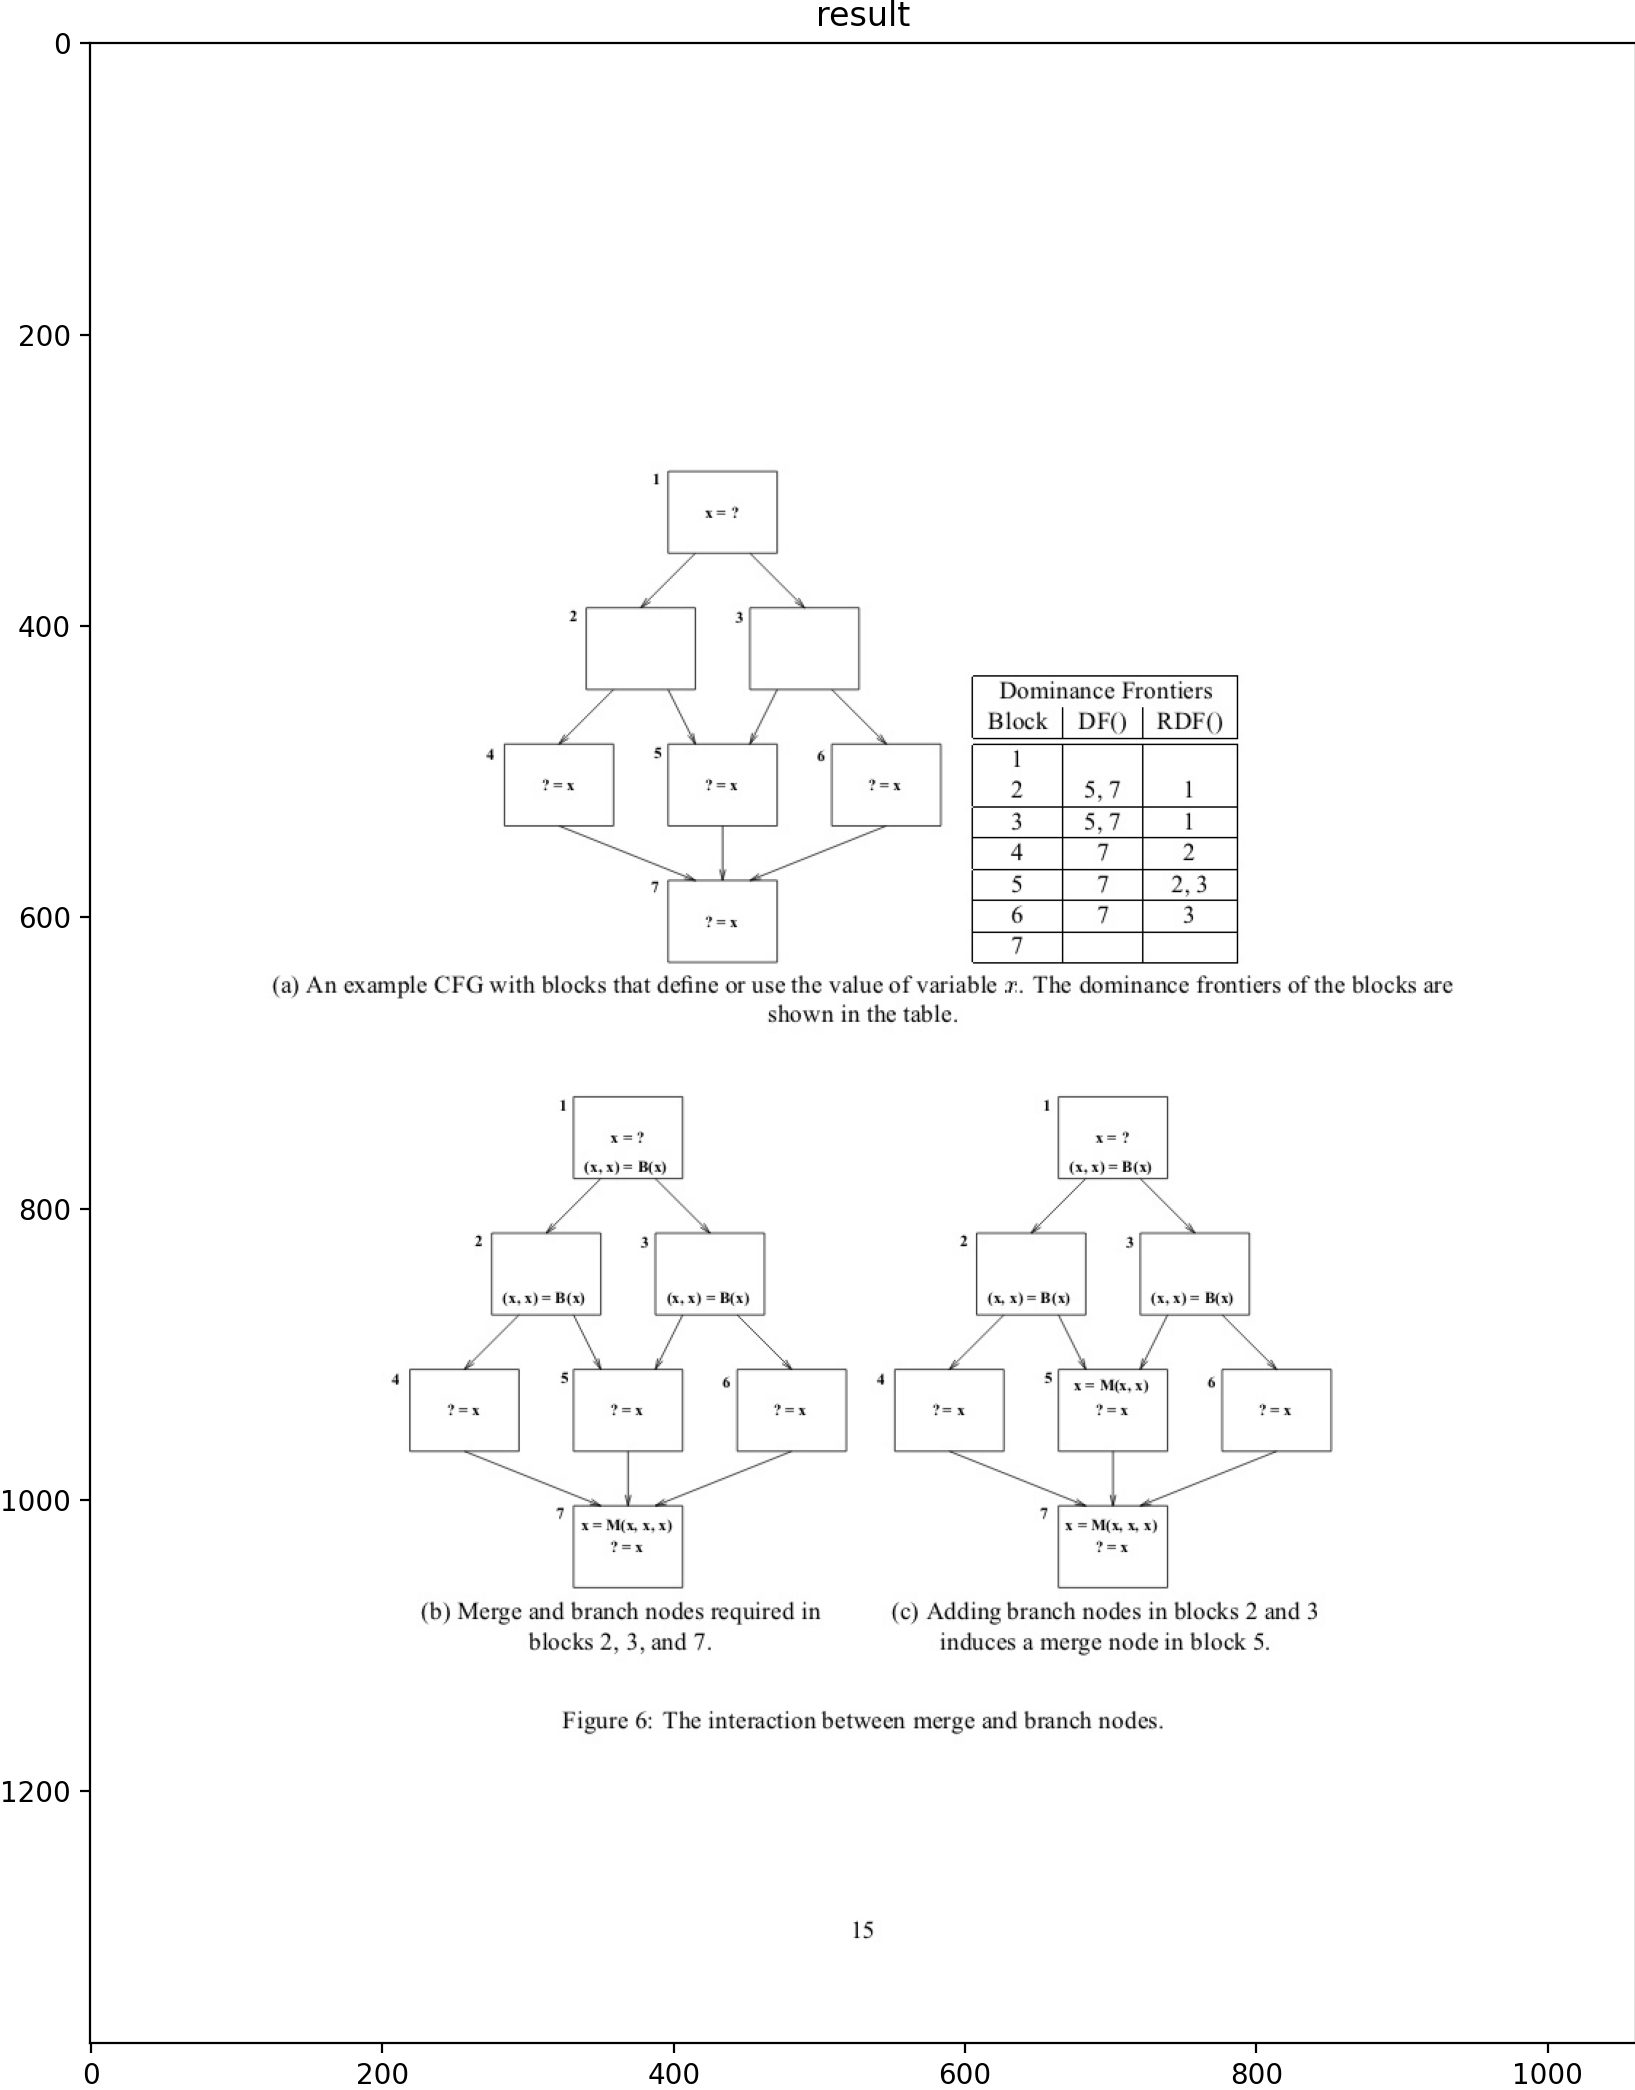 result
0
200
400
600
800
1000
1200
1
x = ?
2
3
4
? = x
5
? = x
6
? = x
7
? = x
Dominance Frontiers
Block DF() RDF()
1
2 5, 7 1
3 5, 7 1
4 7 2
5 7 2, 3
6 7 3
7
(a) An example CFG with blocks that define or use the value of variable x. The dominance frontiers of the blocks are
shown in the table.
1
x = ?
(x, x) = B(x)
2
(x, x) = B(x)
3
(x, x) = B(x)
4
? = x
5
? = x
6
? = x
7
x = M(x, x, x)
? = x
(b) Merge and branch nodes required in
blocks 2, 3, and 7.
1
x = ?
(x, x) = B(x)
2
(x, x) = B(x)
3
(x, x) = B(x)
4
? = x
5
x = M(x, x)
? = x
6
? = x
7
x = M(x, x, x)
? = x
(c) Adding branch nodes in blocks 2 and 3
induces a merge node in block 5.
Figure 6: The interaction between merge and branch nodes.
15
0 200 400 600 800 1000